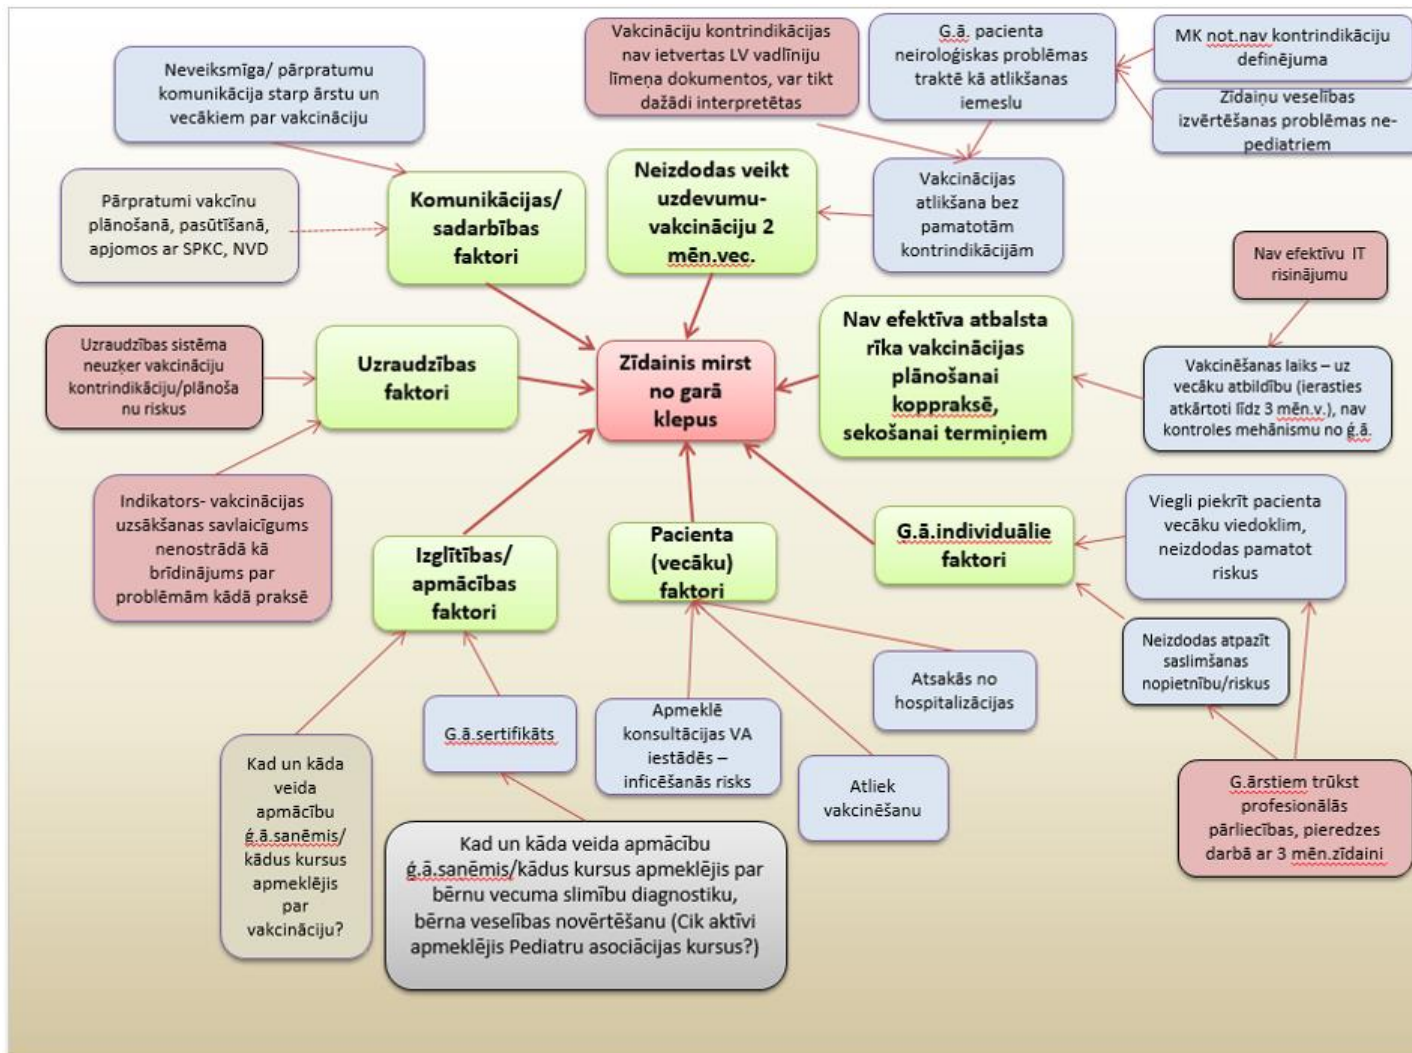 Neveiksmīga/ pārpratumu
komunikācija starp ārstu un
vecākiem par vakcināciju
Vakcināciju kontrindikācijas
nav ietvertas LV vadlīniju
līmeņa dokumentos, var tikt
dažādi interpretētas
G.ā. pacienta
neiroloģiskas problēmas
traktē kā atlikšanas
iemeslu
MK not.nav kontrindikāciju
definējuma
Zīdaiņu veselības
izvērtēšanas problēmas ne-
pediatriem
Pārpratumi vakcīnu
plānošanā, pasūtīšanā,
apjomos ar SPKC, NVD
Komunikācijas/
sadarbības
faktori
Neizdodas veikt
uzdevumu-
vakcināciju 2
mēn.vec.
Vakcinācijas
atlikšana bez
pamatotām
kontrindikācijām
Nav efektīvu IT
risinājumu
Uzraudzības sistēma
neuzķer vakcināciju
kontrindikāciju/plānoša
nu riskus
Uzraudzības
faktori
Zīdainis mirst
no garā
klepus
Nav efektīva atbalsta
rīka vakcinācijas
plānošanai
koppraksē,
sekošanai termiņiem
Vakcinēšanas laiks – uz
vecāku atbildību (ierasties
atkārtoti līdz 3 mēn.v.), nav
kontroles mehānismu no ģ.ā.
Indikators- vakcinācijas
uzsākšanas savlaicīgums
nenostrādā kā
brīdinājums par
problēmām kādā praksē
Izglītības/
apmācības
faktori
Pacienta
(vecāku)
faktori
G.ā.individuālie
faktori
Viegli piekrīt pacienta
vecāku viedoklim,
neizdodas pamatot
riskus
Neizdodas atpazīt
saslimšanas
nopietnību/riskus
Kad un kāda
veida
apmācību
ģ.ā.saņēmis/
kādus kursus
apmeklējis
par
vakcināciju?
G.ā.sertifikāts
Apmeklē
konsultācijas VA
iestādēs –
inficēšanās risks
Atsakās no
hospitalizācijas
Atliek
vakcinēšanu
G.ārstiem trūkst
profesionālās
pārliecības, pieredzes
darbā ar 3 mēn.zīdaini
Kad un kāda veida apmācību
ģ.ā.saņēmis/kādus kursus apmeklējis par
bērnu vecuma slimību diagnostiku,
bērna veselības novērtēšanu (Cik aktīvi
apmeklējis Pediatru asociācijas kursus?)